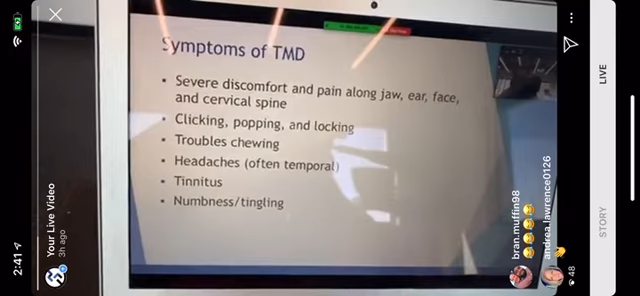 Symptoms of TMD
• Severe discomfort and pain along jaw, ear, face,
and cervical spine
• Clicking, popping, and locking
• Troubles chewing
• Headaches (often temporal)
• Tinnitus
• Numbness/tingling
2:41
Your Live Video
3h ago
bran.muffin98
andrea.lawrence0126
48
LIVE
STORY